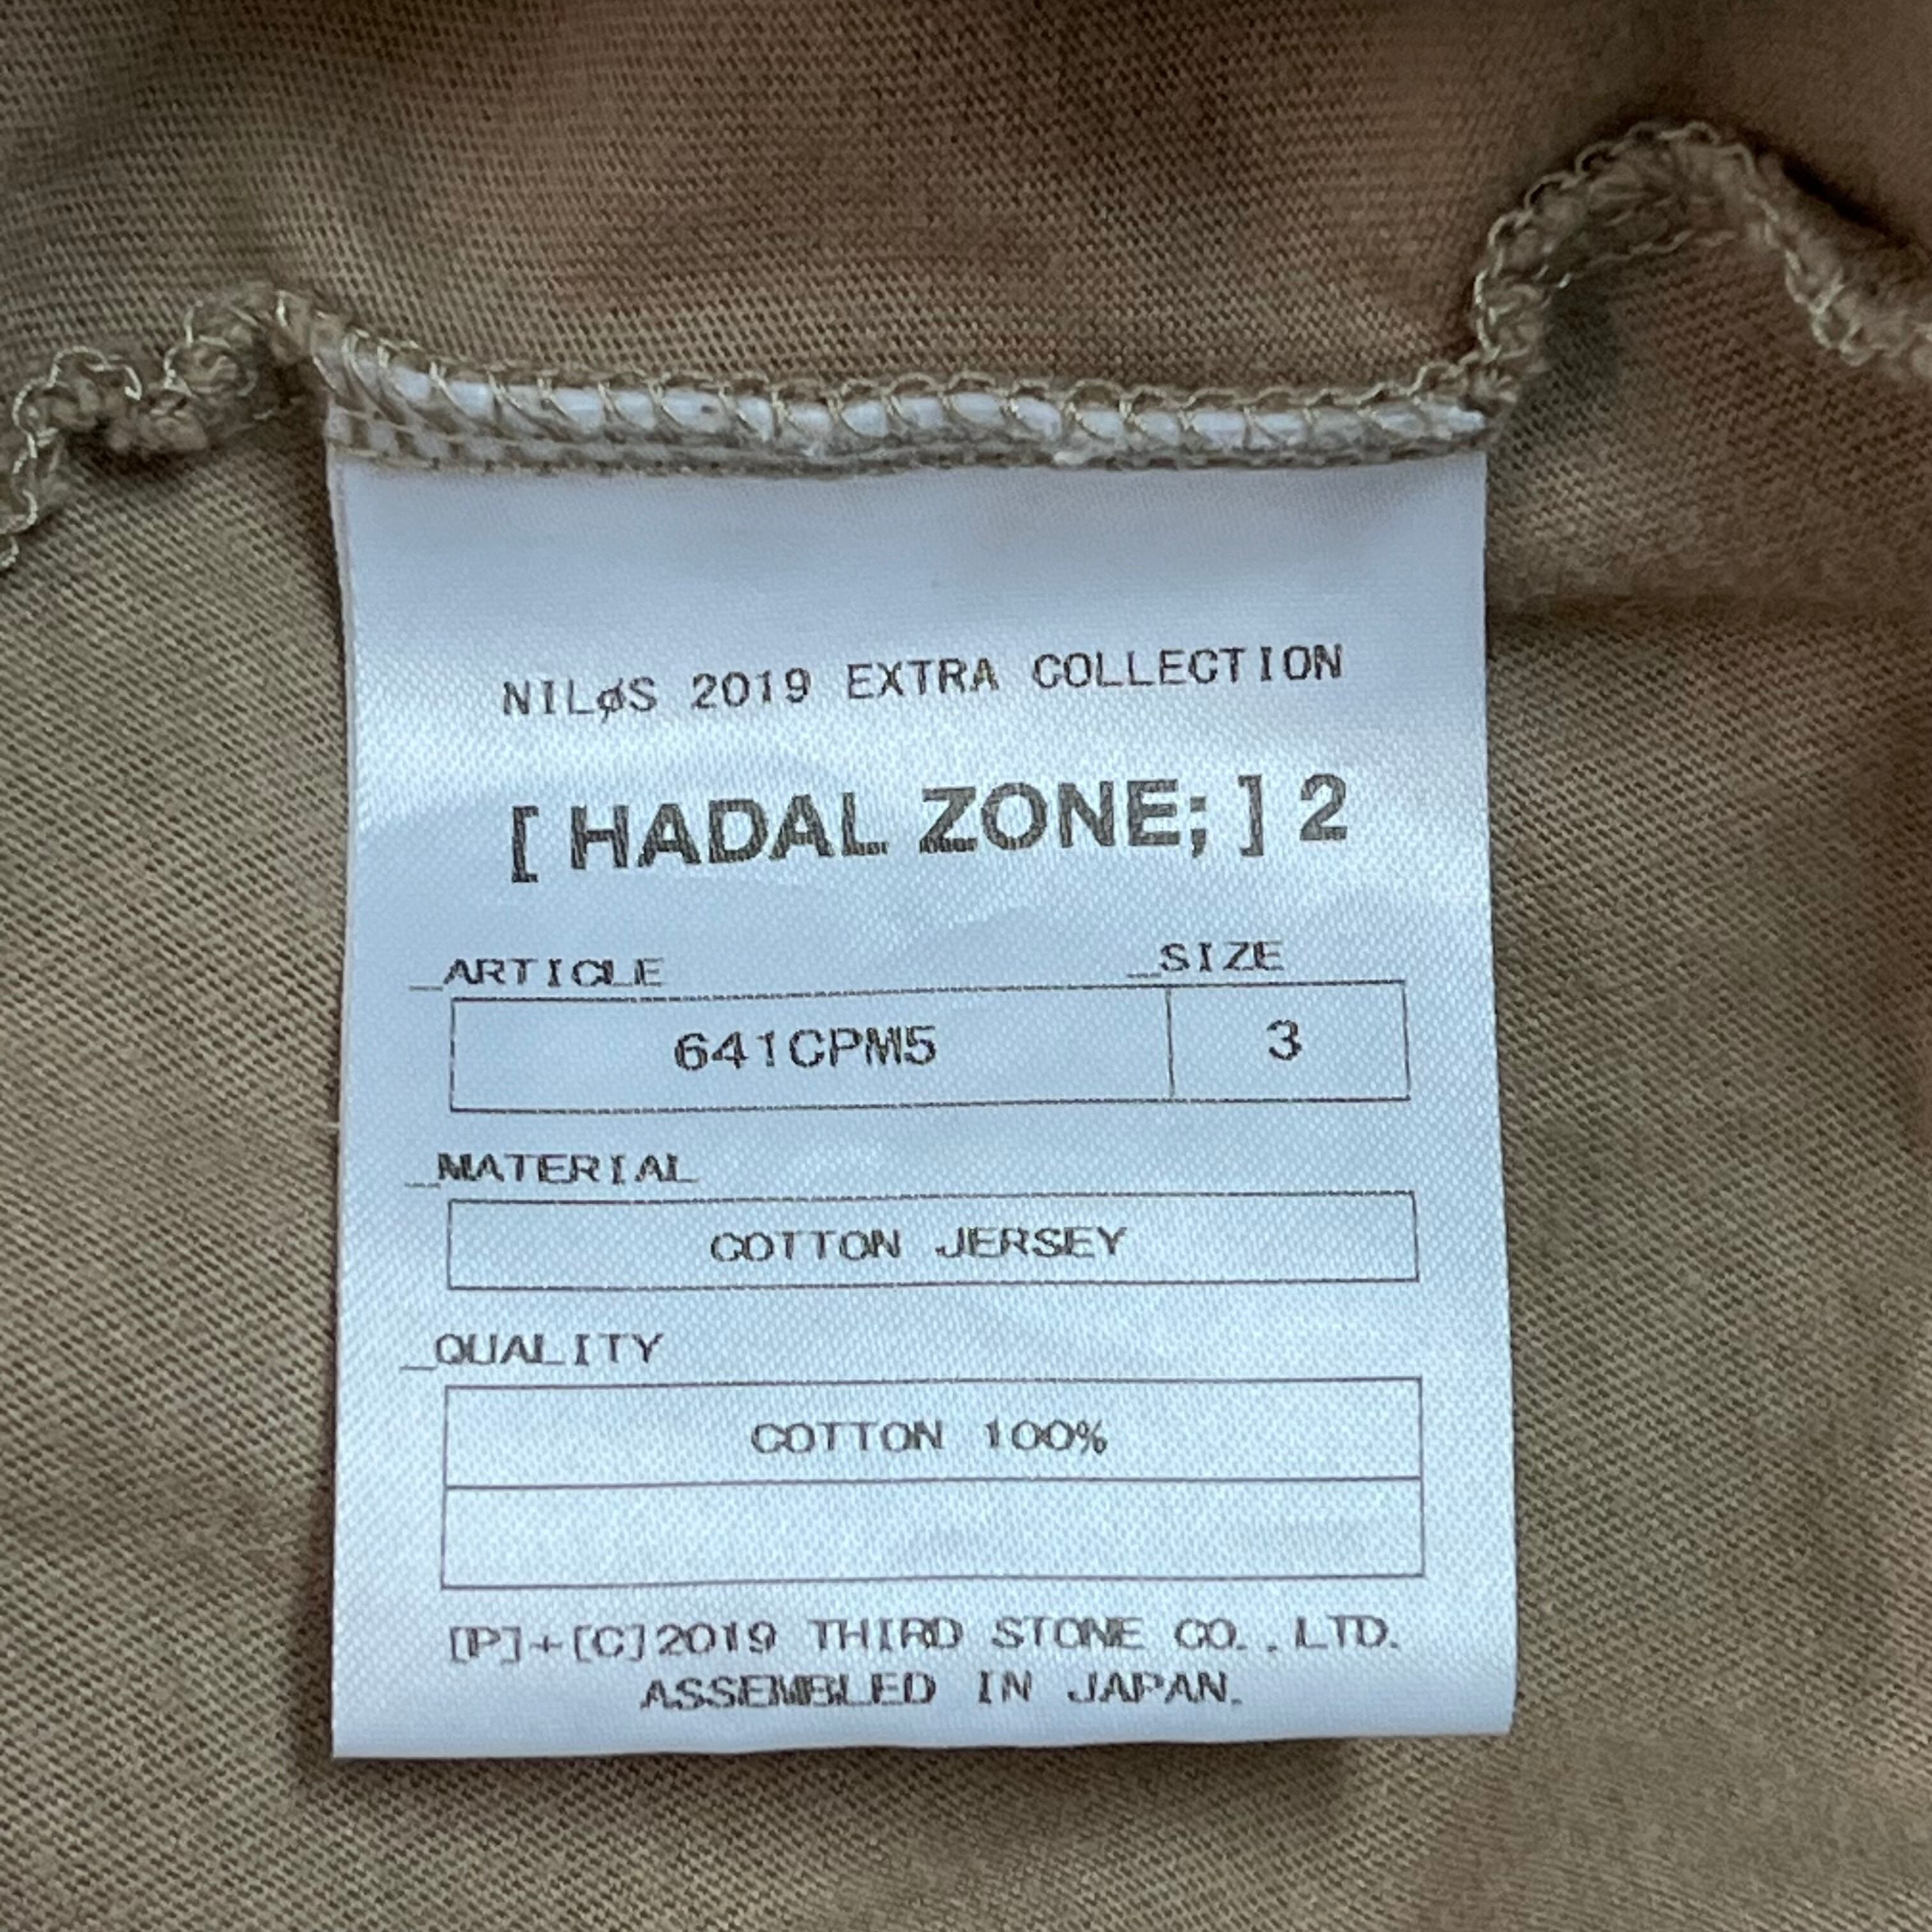 NILøS 2019 EXTRA COLLECTION
[ HADAL ZONE; ] 2
_ARTICLE _SIZE
641CPM5 3
_MATERIAL
COTTON JERSEY
_QUALITY
COTTON 100%
[P]+[C]2019 THIRD STONE CO.,LTD.
ASSEMBLED IN JAPAN.